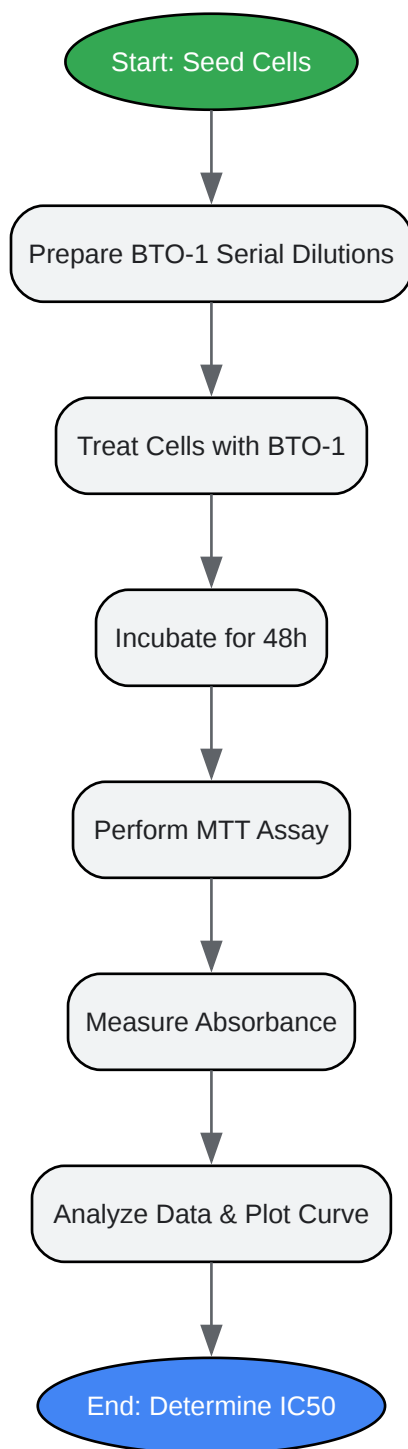 Start: Seed Cells
Prepare BTO-1 Serial Dilutions
Treat Cells with BTO-1
Incubate for 48h
Perform MTT Assay
Measure Absorbance
Analyze Data & Plot Curve
End: Determine IC50